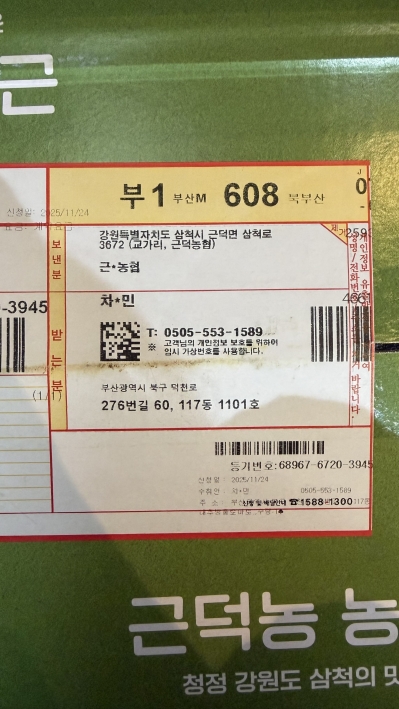 근
부1 부산M 608 북부산
신청일: 2025/11/24
강원특별자치도 삼척시 근덕면 삼척로
3672 (교가리, 근덕농협)
보낸분
근*농협
차*민
-3945
받는분
T: 0505-553-1589
※ 고객님의 개인정보 보호를 위하여
임시 가상번호를 사용합니다.
부산광역시 북구 덕천로
276번길 60, 117동 1101호
(1/1)
등기번호:68967-6720-3945
신청일 : 2025/11/24
수취인 : 차*민 0505-553-1589
주 소 :
☎1588-1300
근덕농 농
청정 강원도 삼척의 맛